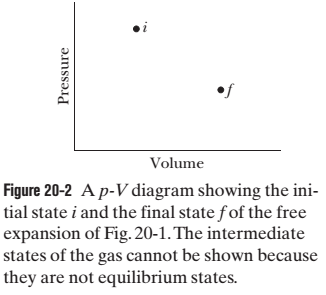 i
f
Pressure
Volume
Figure 20-2 A p-V diagram showing the ini-
tial state i and the final state f of the free
expansion of Fig. 20-1. The intermediate
states of the gas cannot be shown because
they are not equilibrium states.